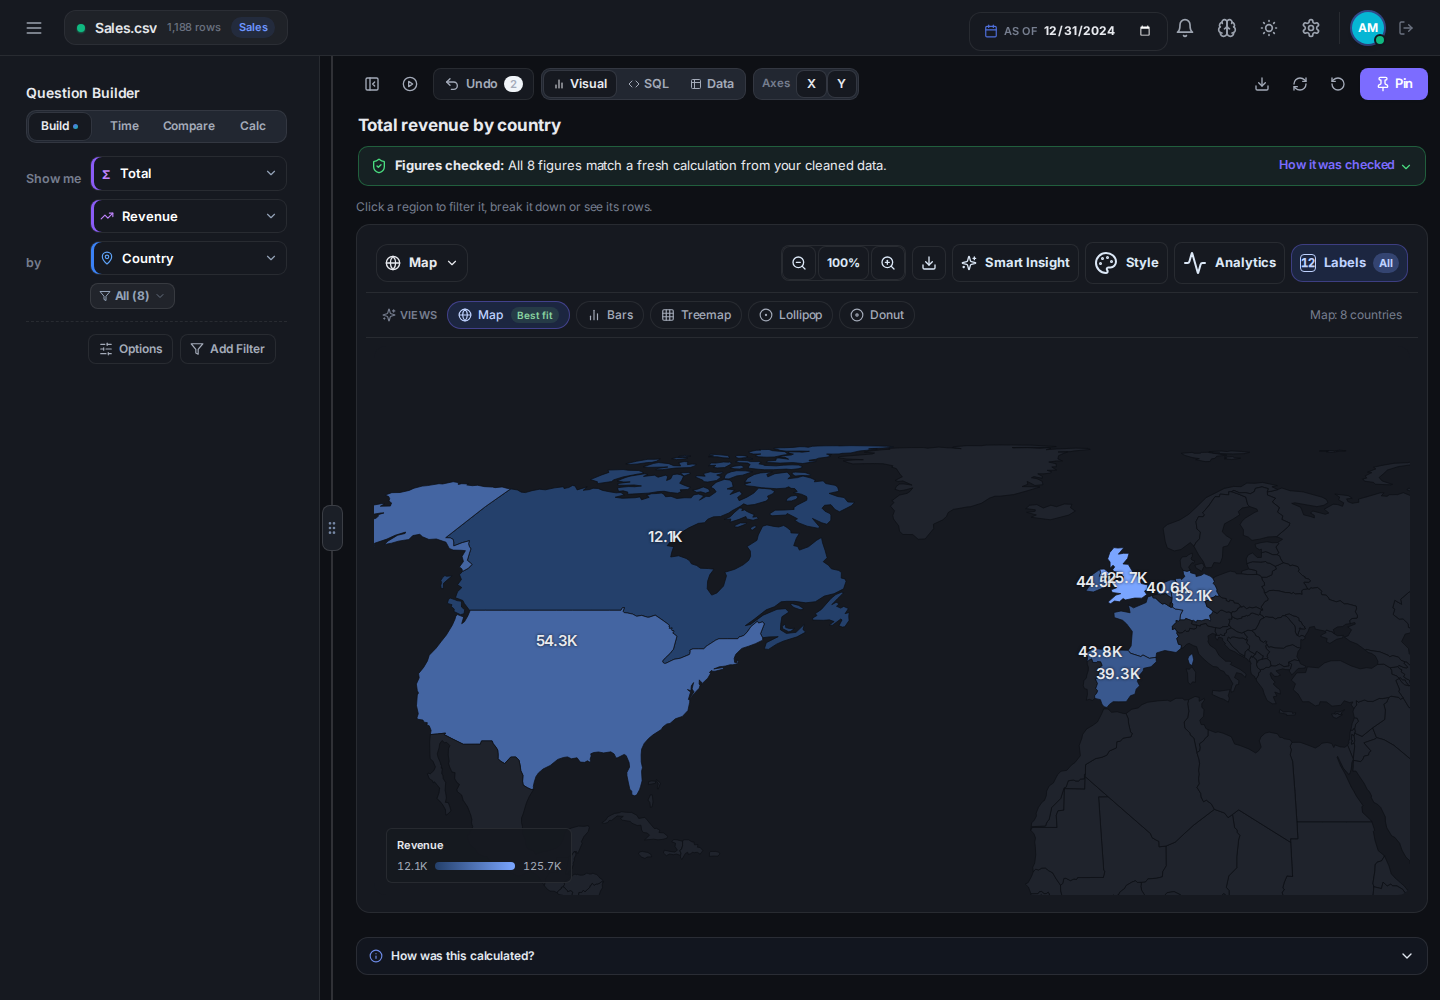 Sales.csv 1,188 rows Sales
AS OF 12/31/2024
AM
Question Builder
Build Time Compare Calc
Show me Σ Total
Revenue
by Country
All (8)
Options Add Filter
Undo 2 Visual SQL Data Axes X Y
Pin
Total revenue by country
Figures checked: All 8 figures match a fresh calculation from your cleaned data. How it was checked
Click a region to filter it, break it down or see its rows.
Map 100% Smart Insight Style Analytics 12 Labels All
VIEWS Map Best fit Bars Treemap Lollipop Donut Map: 8 countries
12.1K
54.3K
44.5K 125.7K 40.6K
52.1K
43.8K
39.3K
Revenue
12.1K 125.7K
How was this calculated?